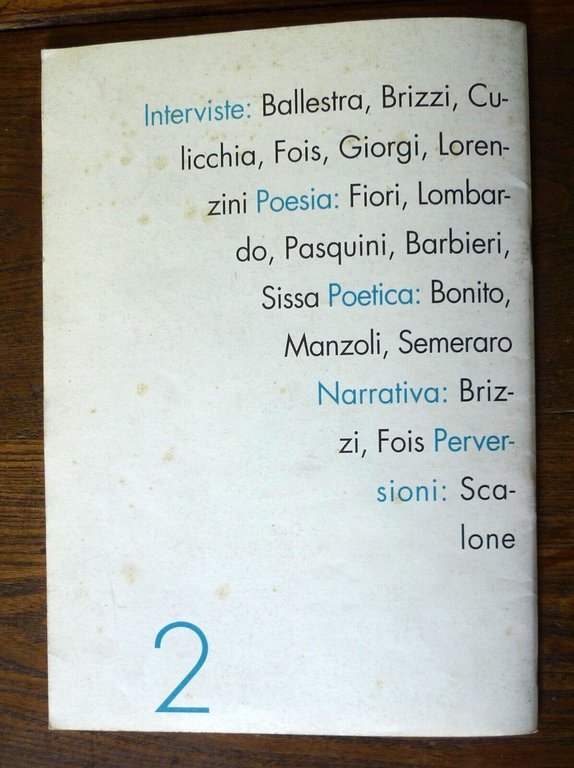 Interviste: Ballestra, Brizzi, Cu-
licchia, Fois, Giorgi, Loren-
zini Poesia: Fiori, Lombar-
do, Pasquini, Barbieri,
Sissa Poetica: Bonito,
Manzoli, Semeraro
Narrativa: Briz-
zi, Fois Perver-
sioni: Sca-
lone
2